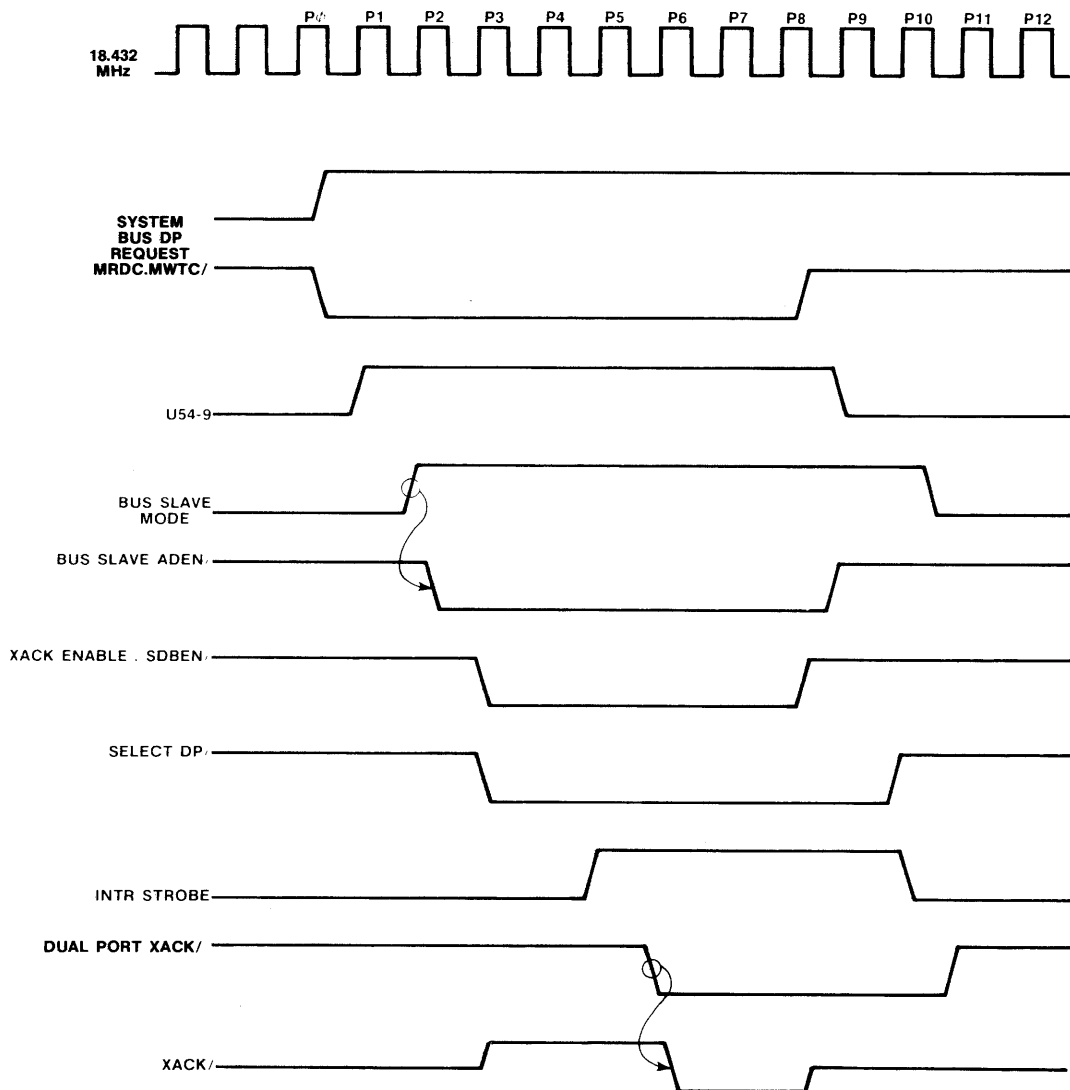 PØ P1 P2 P3 P4 P5 P6 P7 P8 P9 P10 P11 P12
18.432
MHz
SYSTEM
BUS DP
REQUEST
MRDC.MWTC/
U54-9
BUS SLAVE
MODE
BUS SLAVE ADEN/
XACK ENABLE . SDBEN/
SELECT DP/
INTR STROBE
DUAL PORT XACK/
XACK/